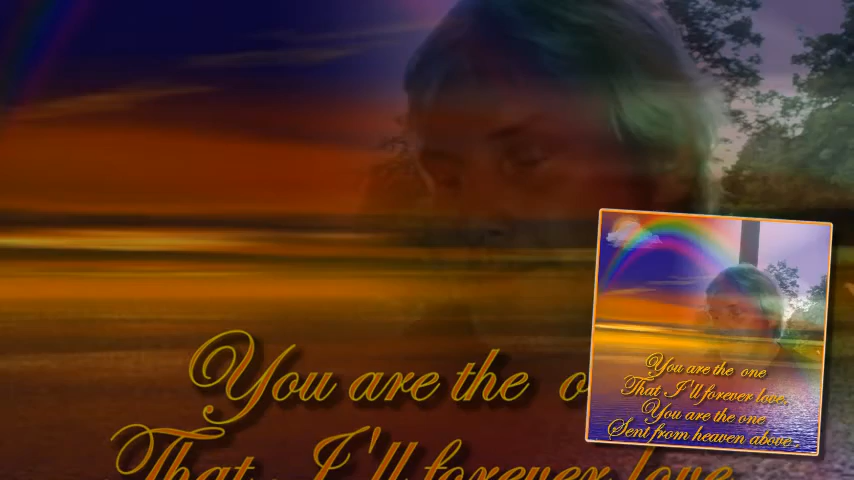 You are the o
That I'll forever love
You are the one
That I'll forever love,
You are the one
Sent from heaven above.